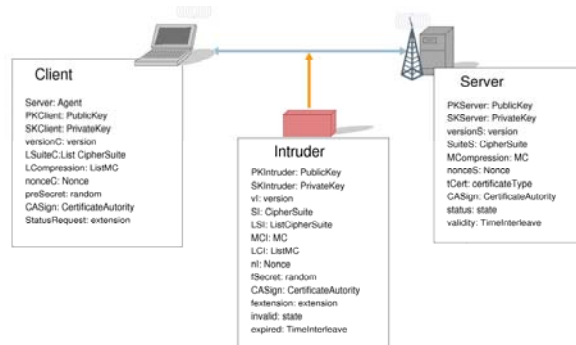 Client
Server: Agent
PKClient: PublicKey
SKClient: PrivateKey
versionC: version
LSuiteC:List CipherSuite
LCompression: ListMC
nonceC: Nonce
preSecret: random
CASign: CertificateAutority
StatusRequest: extension
Intruder
PKIntruder: PublicKey
SKIntruder: PrivateKey
vI: version
SI: CipherSuite
LSI: ListCipherSuite
MCI: MC
LCI: ListMC
nI: Nonce
fSecret: random
CASign: CertificateAutority
fextension: extension
invalid: state
expired: TimeInterleave
Server
PKServer: PublicKey
SKServer: PrivateKey
versionS: version
SuiteS: CipherSuite
MCompression: MC
nonceS: Nonce
tCert: certificateType
CASign: CertificateAutority
status: state
validity: TimeInterleave